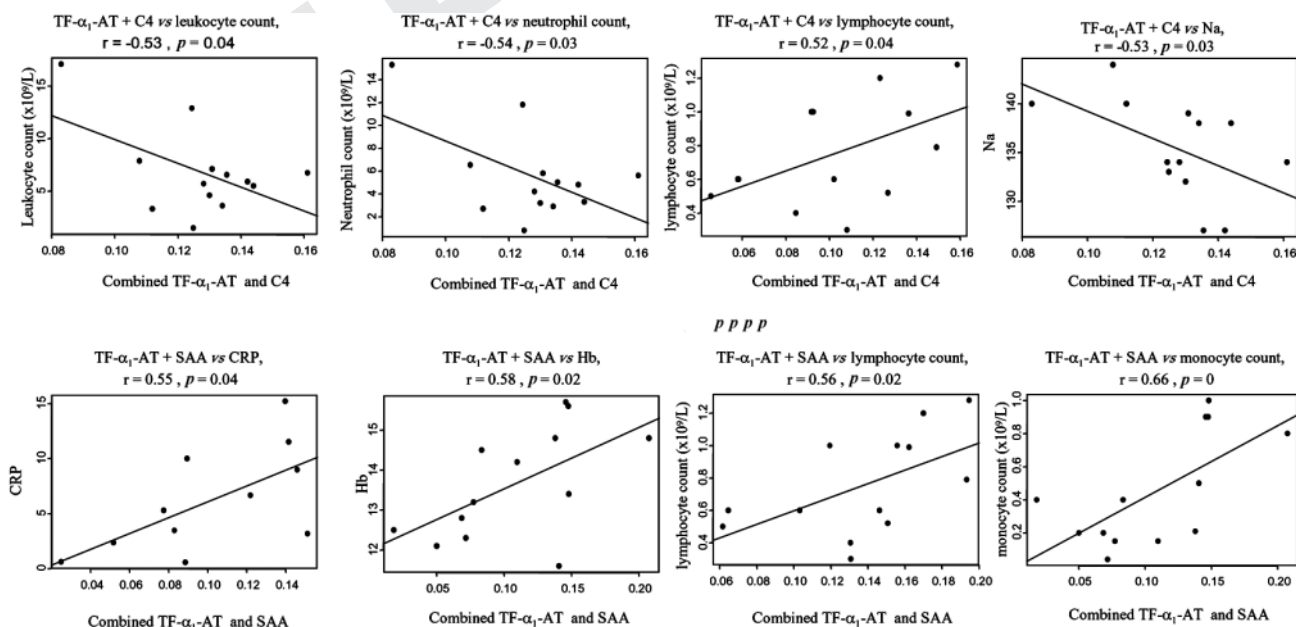 TF-α₁-AT + C4 vs leukocyte count,
r = -0.53 , p = 0.04
Leukocyte count (x10⁹/L)
5 10 15
0.08 0.10 0.12 0.14 0.16
Combined TF-α₁-AT and C4
TF-α₁-AT + C4 vs neutrophil count,
r = -0.54 , p = 0.03
Neutrophil count (x10⁹/L)
2 4 6 8 10 14
0.08 0.10 0.12 0.14 0.16
Combined TF-α₁-AT and C4
TF-α₁-AT + C4 vs lymphocyte count,
r = 0.52 , p = 0.04
lymphocyte count (x10⁹/L)
0.4 0.6 0.8 1.0 1.2
0.06 0.08 0.10 0.12 0.14 0.16
Combined TF-α₁-AT and C4
TF-α₁-AT + C4 vs Na,
r = -0.53 , p = 0.03
Na
130 135 140
0.08 0.10 0.12 0.14 0.16
Combined TF-α₁-AT and C4
p p p p
TF-α₁-AT + SAA vs CRP,
r = 0.55 , p = 0.04
CRP
0 5 10 15
0.04 0.06 0.08 0.10 0.12 0.14
Combined TF-α₁-AT and SAA
TF-α₁-AT + SAA vs Hb,
r = 0.58 , p = 0.02
Hb
12 13 14 15
0.05 0.10 0.15 0.20
Combined TF-α₁-AT and SAA
TF-α₁-AT + SAA vs lymphocyte count,
r = 0.56 , p = 0.02
lymphocyte count (x10⁹/L)
0.4 0.6 0.8 1.0 1.2
0.06 0.08 0.10 0.12 0.14 0.16 0.18 0.20
Combined TF-α₁-AT and SAA
TF-α₁-AT + SAA vs monocyte count,
r = 0.66 , p = 0
monocyte count (x10⁹/L)
0.2 0.4 0.6 0.8 1.0
0.05 0.10 0.15 0.20
Combined TF-α₁-AT and SAA